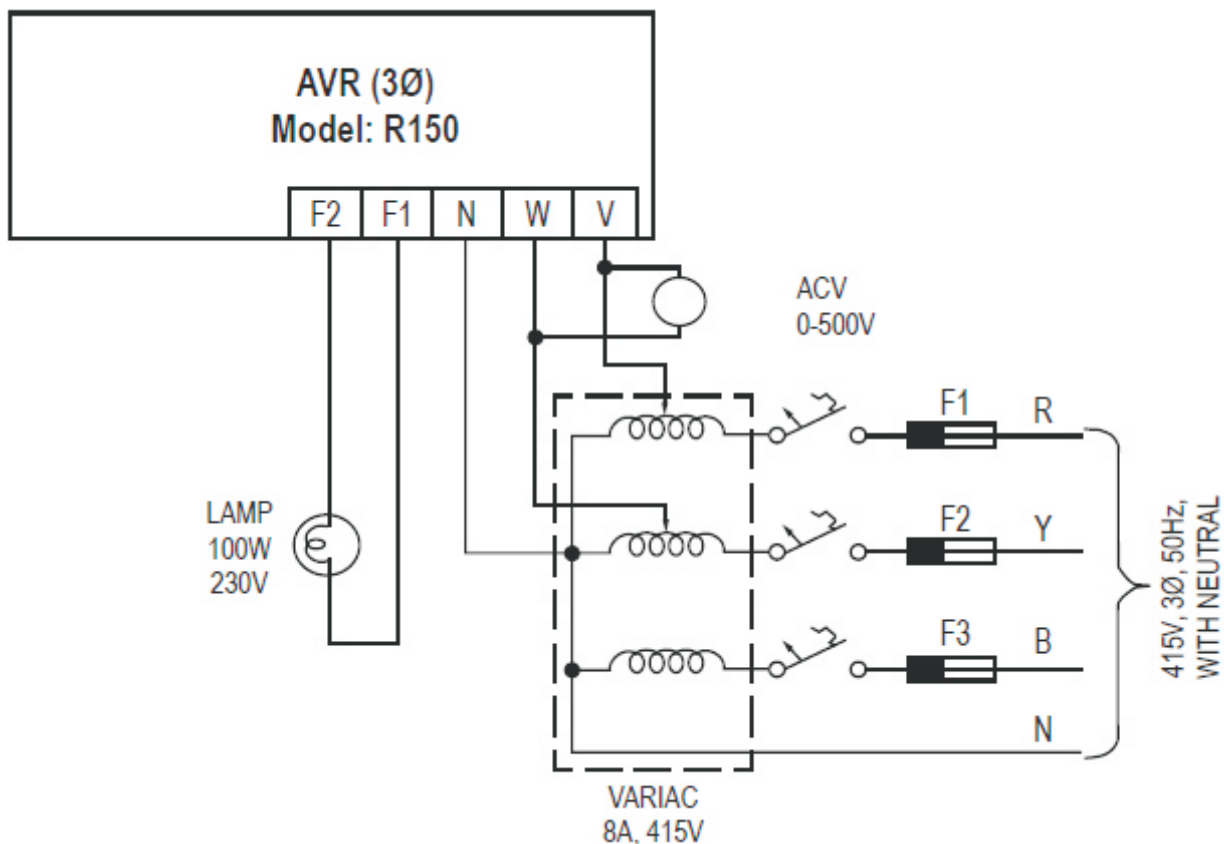 AVR (3Ø)
Model: R150
F2 F1 N W V
ACV
0-500V
F1 R
LAMP
100W
230V
F2 Y
F3 B
N
415V, 3Ø, 50Hz,
WITH NEUTRAL
VARIAC
8A, 415V